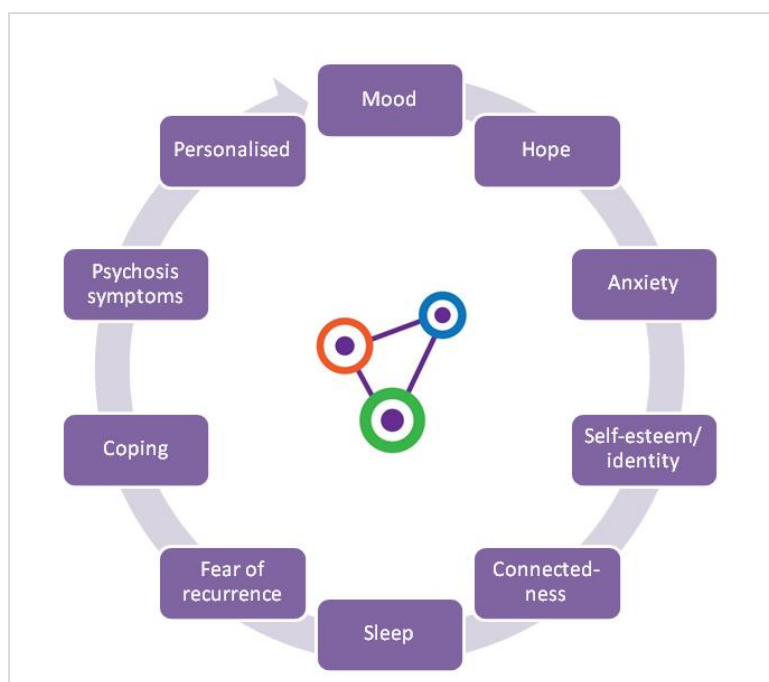 Mood
Hope
Anxiety
Self-esteem/
identity
Connected-
ness
Sleep
Fear of
recurrence
Coping
Psychosis
symptoms
Personalised